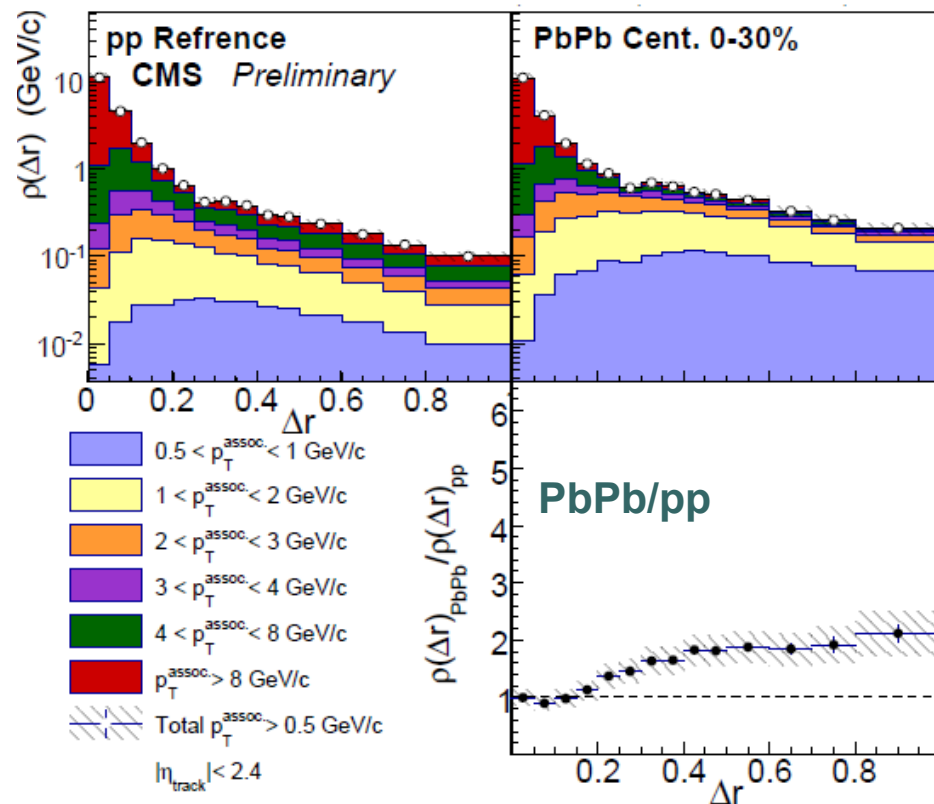 pp Refrence
CMS Preliminary
PbPb Cent. 0-30%
ρ(Δr) (GeV/c)
10
1
10⁻¹
10⁻²
0 0.2 0.4 0.6 0.8
Δr
Δr
0.5 < p_T^assoc. < 1 GeV/c
1 < p_T^assoc. < 2 GeV/c
2 < p_T^assoc. < 3 GeV/c
3 < p_T^assoc. < 4 GeV/c
4 < p_T^assoc. < 8 GeV/c
p_T^assoc. > 8 GeV/c
Total p_T^assoc. > 0.5 GeV/c
|η_track| < 2.4
PbPb/pp
ρ(Δr)_PbPb/ρ(Δr)_pp
6
5
4
3
2
1
0.2 0.4 0.6 0.8
Δr